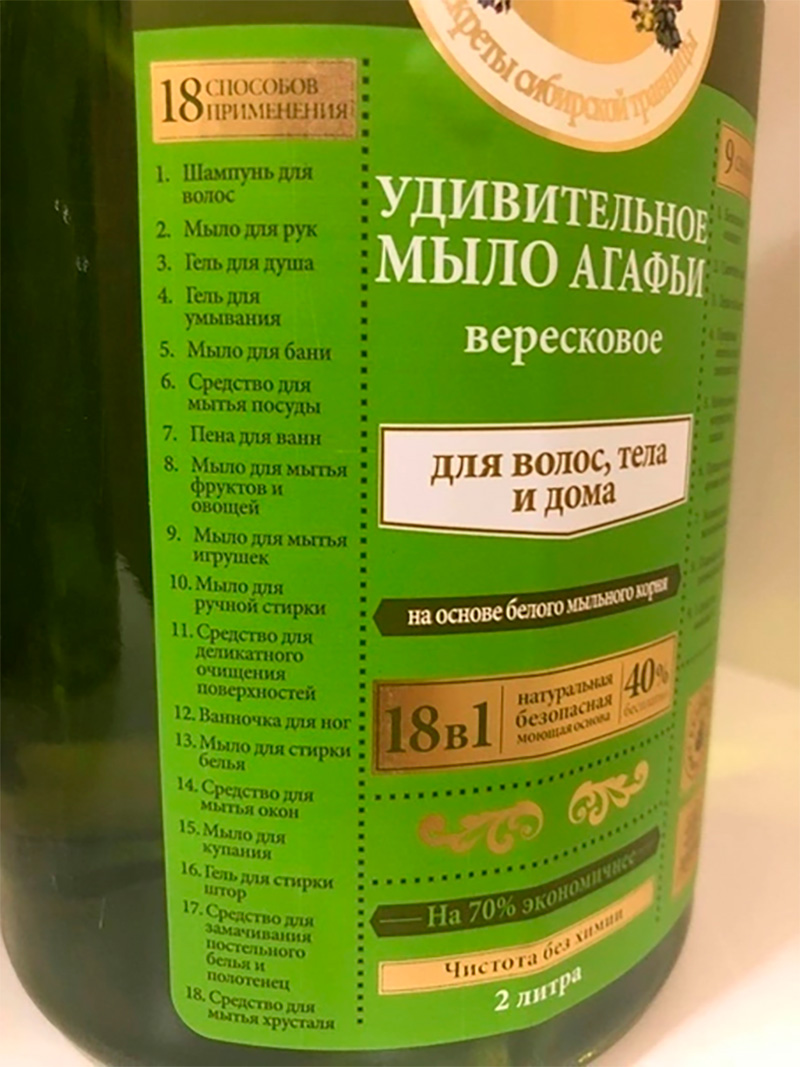 секреты сибирской травницы
18 СПОСОБОВ
ПРИМЕНЕНИЯ
1. Шампунь для
волос
2. Мыло для рук
3. Гель для душа
4. Гель для
умывания
5. Мыло для бани
6. Средство для
мытья посуды
7. Пена для ванн
8. Мыло для мытья
фруктов и
овощей
9. Мыло для мытья
игрушек
10. Мыло для
ручной стирки
11. Средство для
деликатного
очищения
поверхностей
12. Ванночка для ног
13. Мыло для стирки
белья
14. Средство для
мытья окон
15. Мыло для
купания
16. Гель для стирки
штор
17. Средство для
замачивания
постельного
белья и
полотенец
18. Средство для
мытья хрусталя
УДИВИТЕЛЬНОЕ
МЫЛО АГАФЬИ
вересковое
для волос, тела
и дома
на основе белого мыльного корня
18 в 1
натуральная
безопасная
моющая основа
40%
бесплатно
На 70% экономичнее
Чистота без химии
2 литра
9